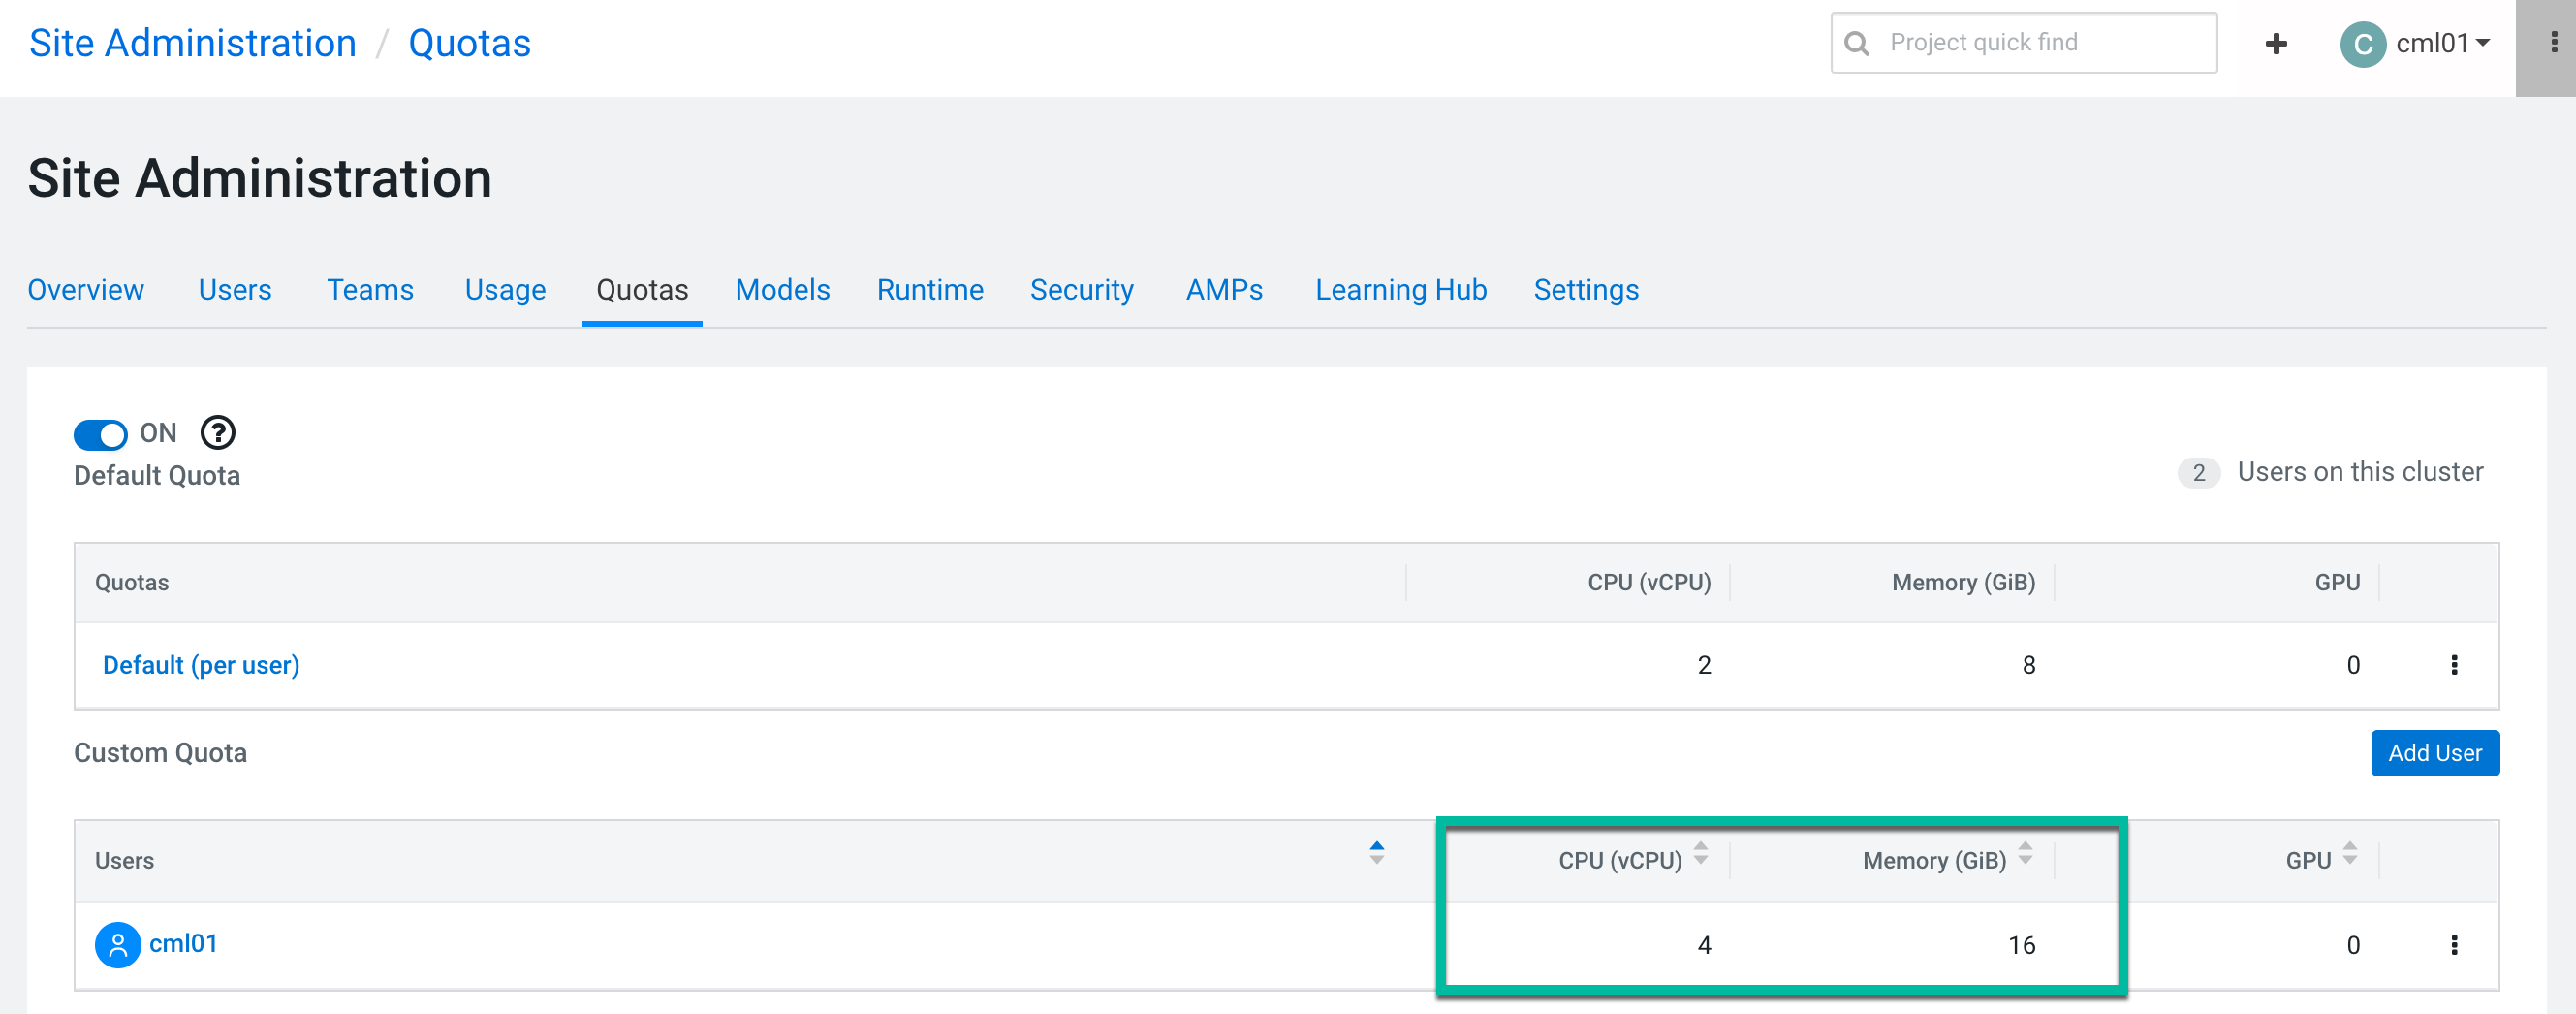 Site Administration / Quotas
Project quick find
+
C cml01
Site Administration
Overview Users Teams Usage Quotas Models Runtime Security AMPs Learning Hub Settings
ON ?
Default Quota
2 Users on this cluster
Quotas CPU (vCPU) Memory (GiB) GPU
Default (per user) 2 8 0
Custom Quota Add User
Users CPU (vCPU) Memory (GiB) GPU
cml01 4 16 0